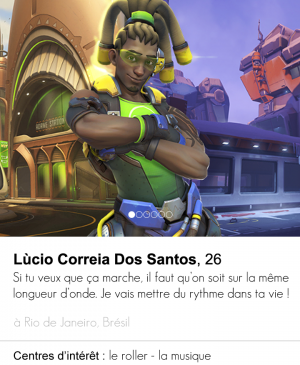 Lùcio Correia Dos Santos, 26
Si tu veux que ça marche, il faut qu'on soit sur la même
longueur d'onde. Je vais mettre du rythme dans ta vie !
à Rio de Janeiro, Brésil
Centres d'intérêt : le roller - la musique